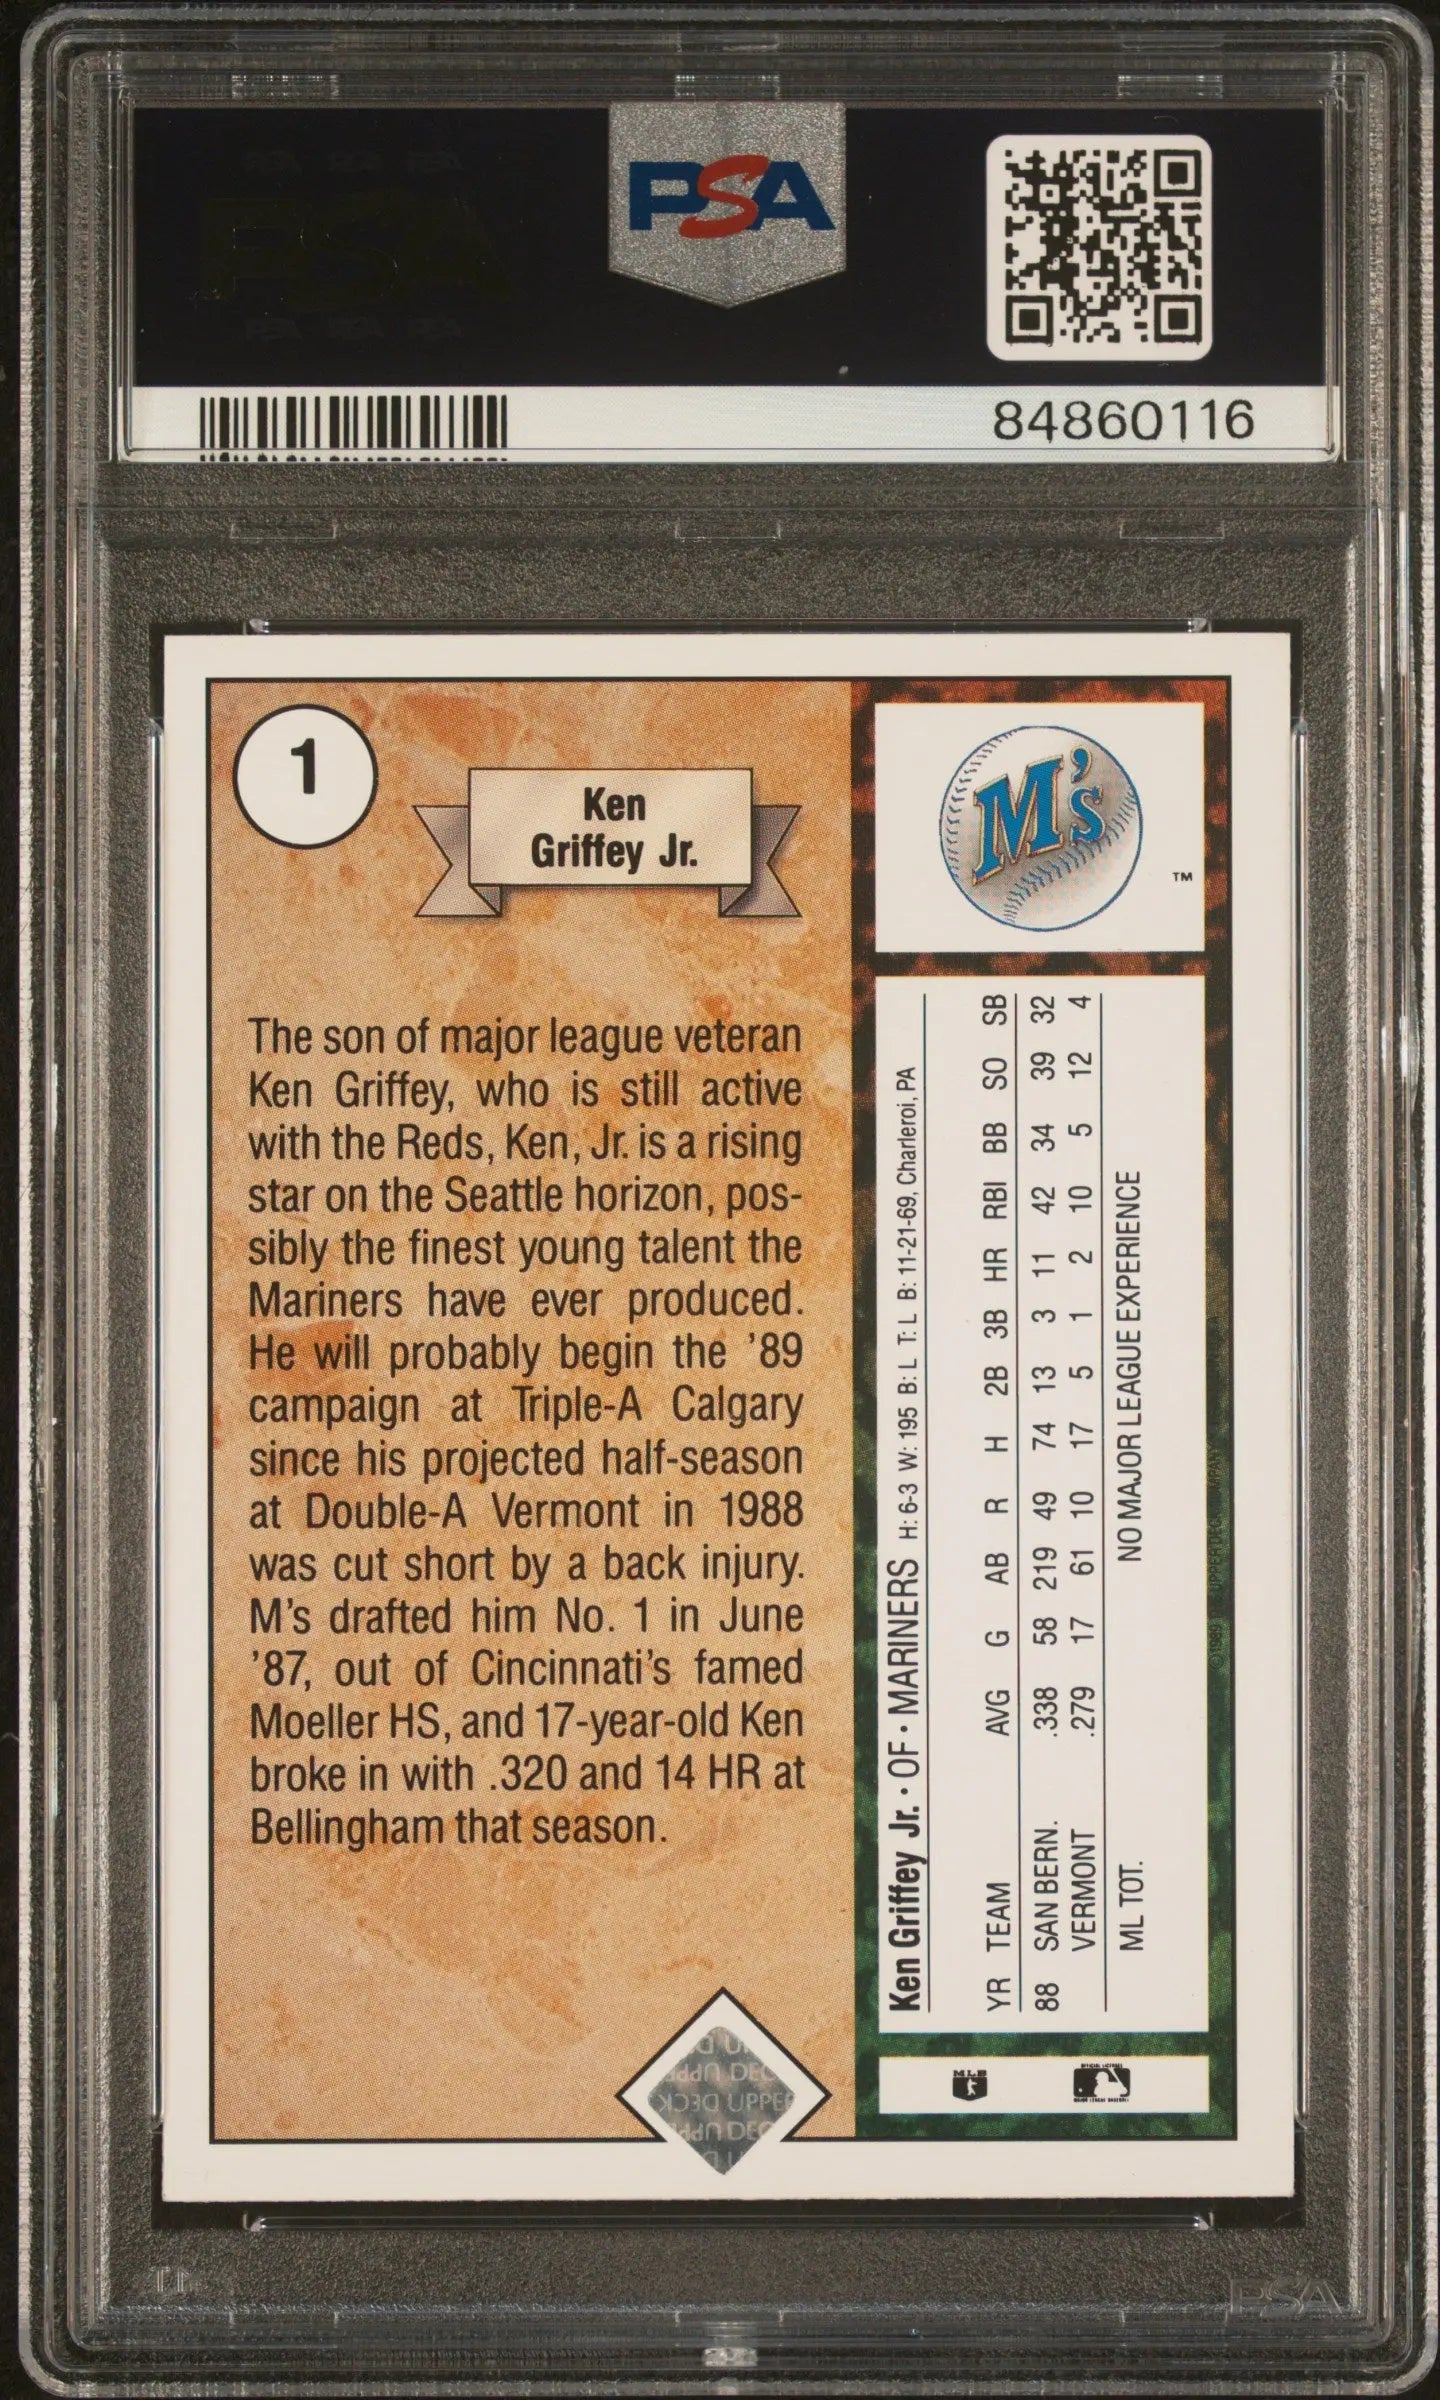 PSA
84860116
1
Ken
Griffey Jr.
The son of major league veteran
Ken Griffey, who is still active
with the Reds, Ken, Jr. is a rising
star on the Seattle horizon, pos-
sibly the finest young talent the
Mariners have ever produced.
He will probably begin the '89
campaign at Triple-A Calgary
since his projected half-season
at Double-A Vermont in 1988
was cut short by a back injury.
M's drafted him No. 1 in June
'87, out of Cincinnati's famed
Moeller HS, and 17-year-old Ken
broke in with .320 and 14 HR at
Bellingham that season.
M's
TM
Ken Griffey Jr. • OF • MARINERS H: 6-3 W: 195 B: L T: L B: 11-21-69, Charleroi, PA
YR TEAM AVG G AB R H 2B 3B HR RBI BB SO SB
88 SAN BERN. .338 58 219 49 74 13 3 11 42 34 39 32
VERMONT .279 17 61 10 17 5 1 2 10 5 12 4
ML TOT. NO MAJOR LEAGUE EXPERIENCE
UPPER DECK
MLB
PSA